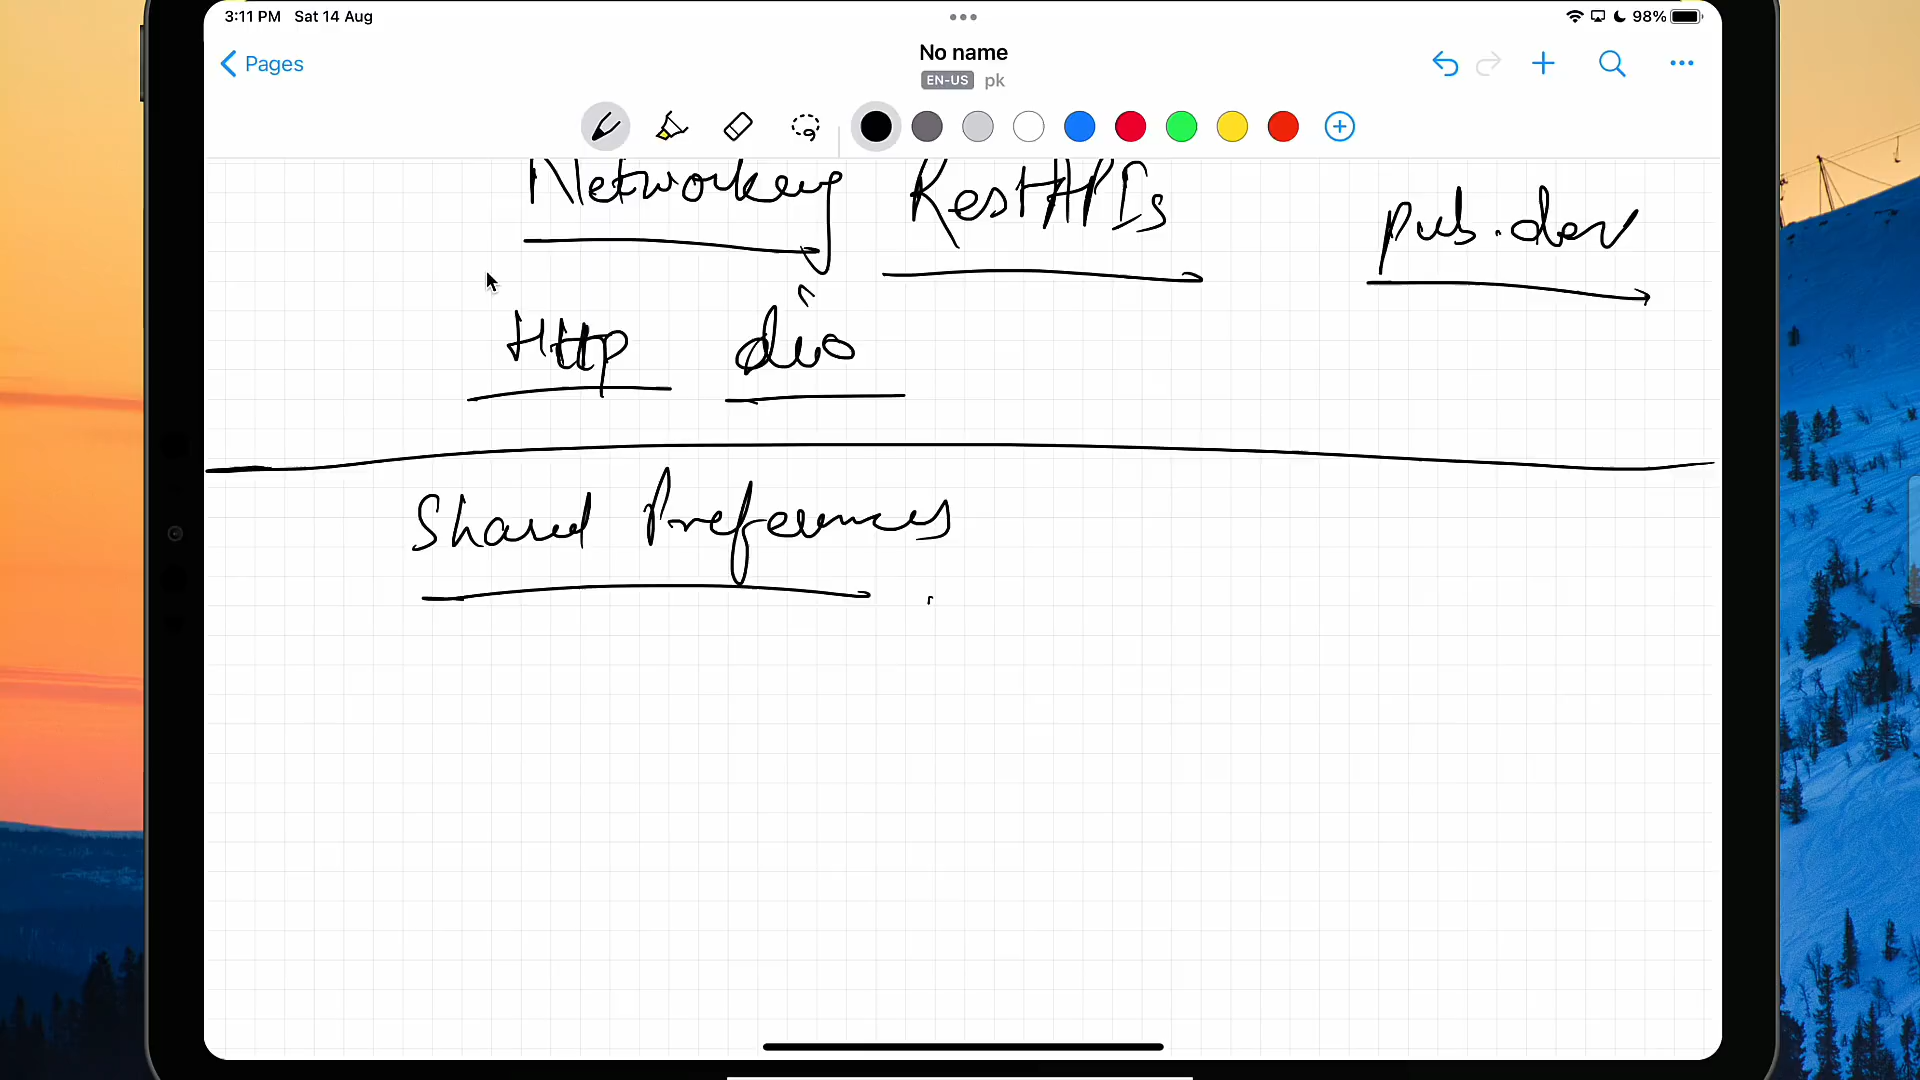 3:11 PM Sat 14 Aug
98%
Pages
No name
EN-US pk
Networking RestAPIs pub.dev
Http dio
Shared Preferences